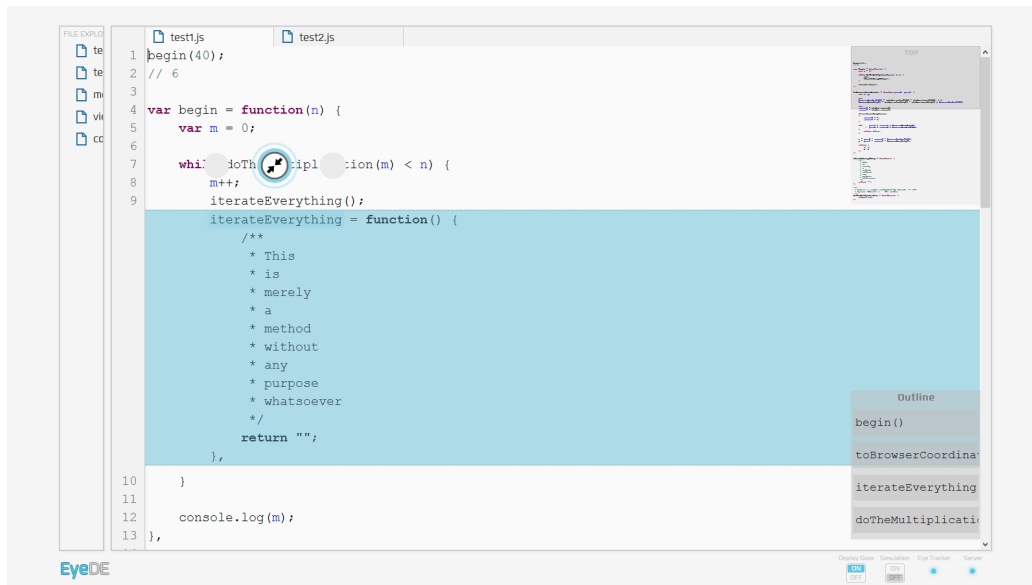 FILE EXPLO
te
te
m
vi
co
test1.js
test2.js
1 begin(40);
2 // 6
3
4 var begin = function(n) {
5 var m = 0;
6
7 whil doTh tipl tion(m) < n) {
8 m++;
9 iterateEverything();
iterateEverything = function() {
/**
* This
* is
* merely
* a
* method
* without
* any
* purpose
* whatsoever
*/
return "";
},
10 }
11
12 console.log(m);
13 },
TOP
Outline
begin()
toBrowserCoordina
iterateEverything
doTheMultiplicati
EyeDE
Display Gaze Simulation EyeTracker Server
ON ON
OFF OFF